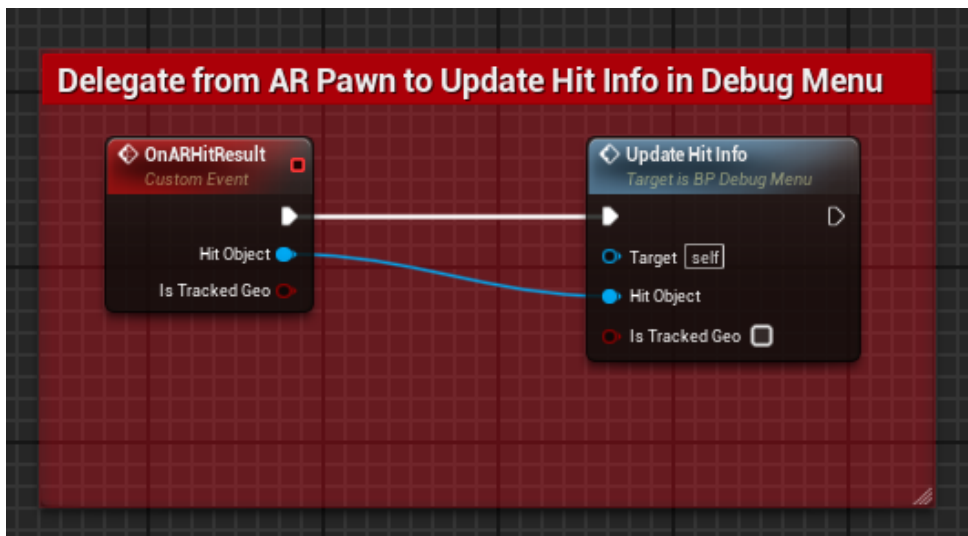 Delegate from AR Pawn to Update Hit Info in Debug Menu
OnARHitResult
Custom Event
Hit Object
Is Tracked Geo
Update Hit Info
Target is BP Debug Menu
Target self
Hit Object
Is Tracked Geo